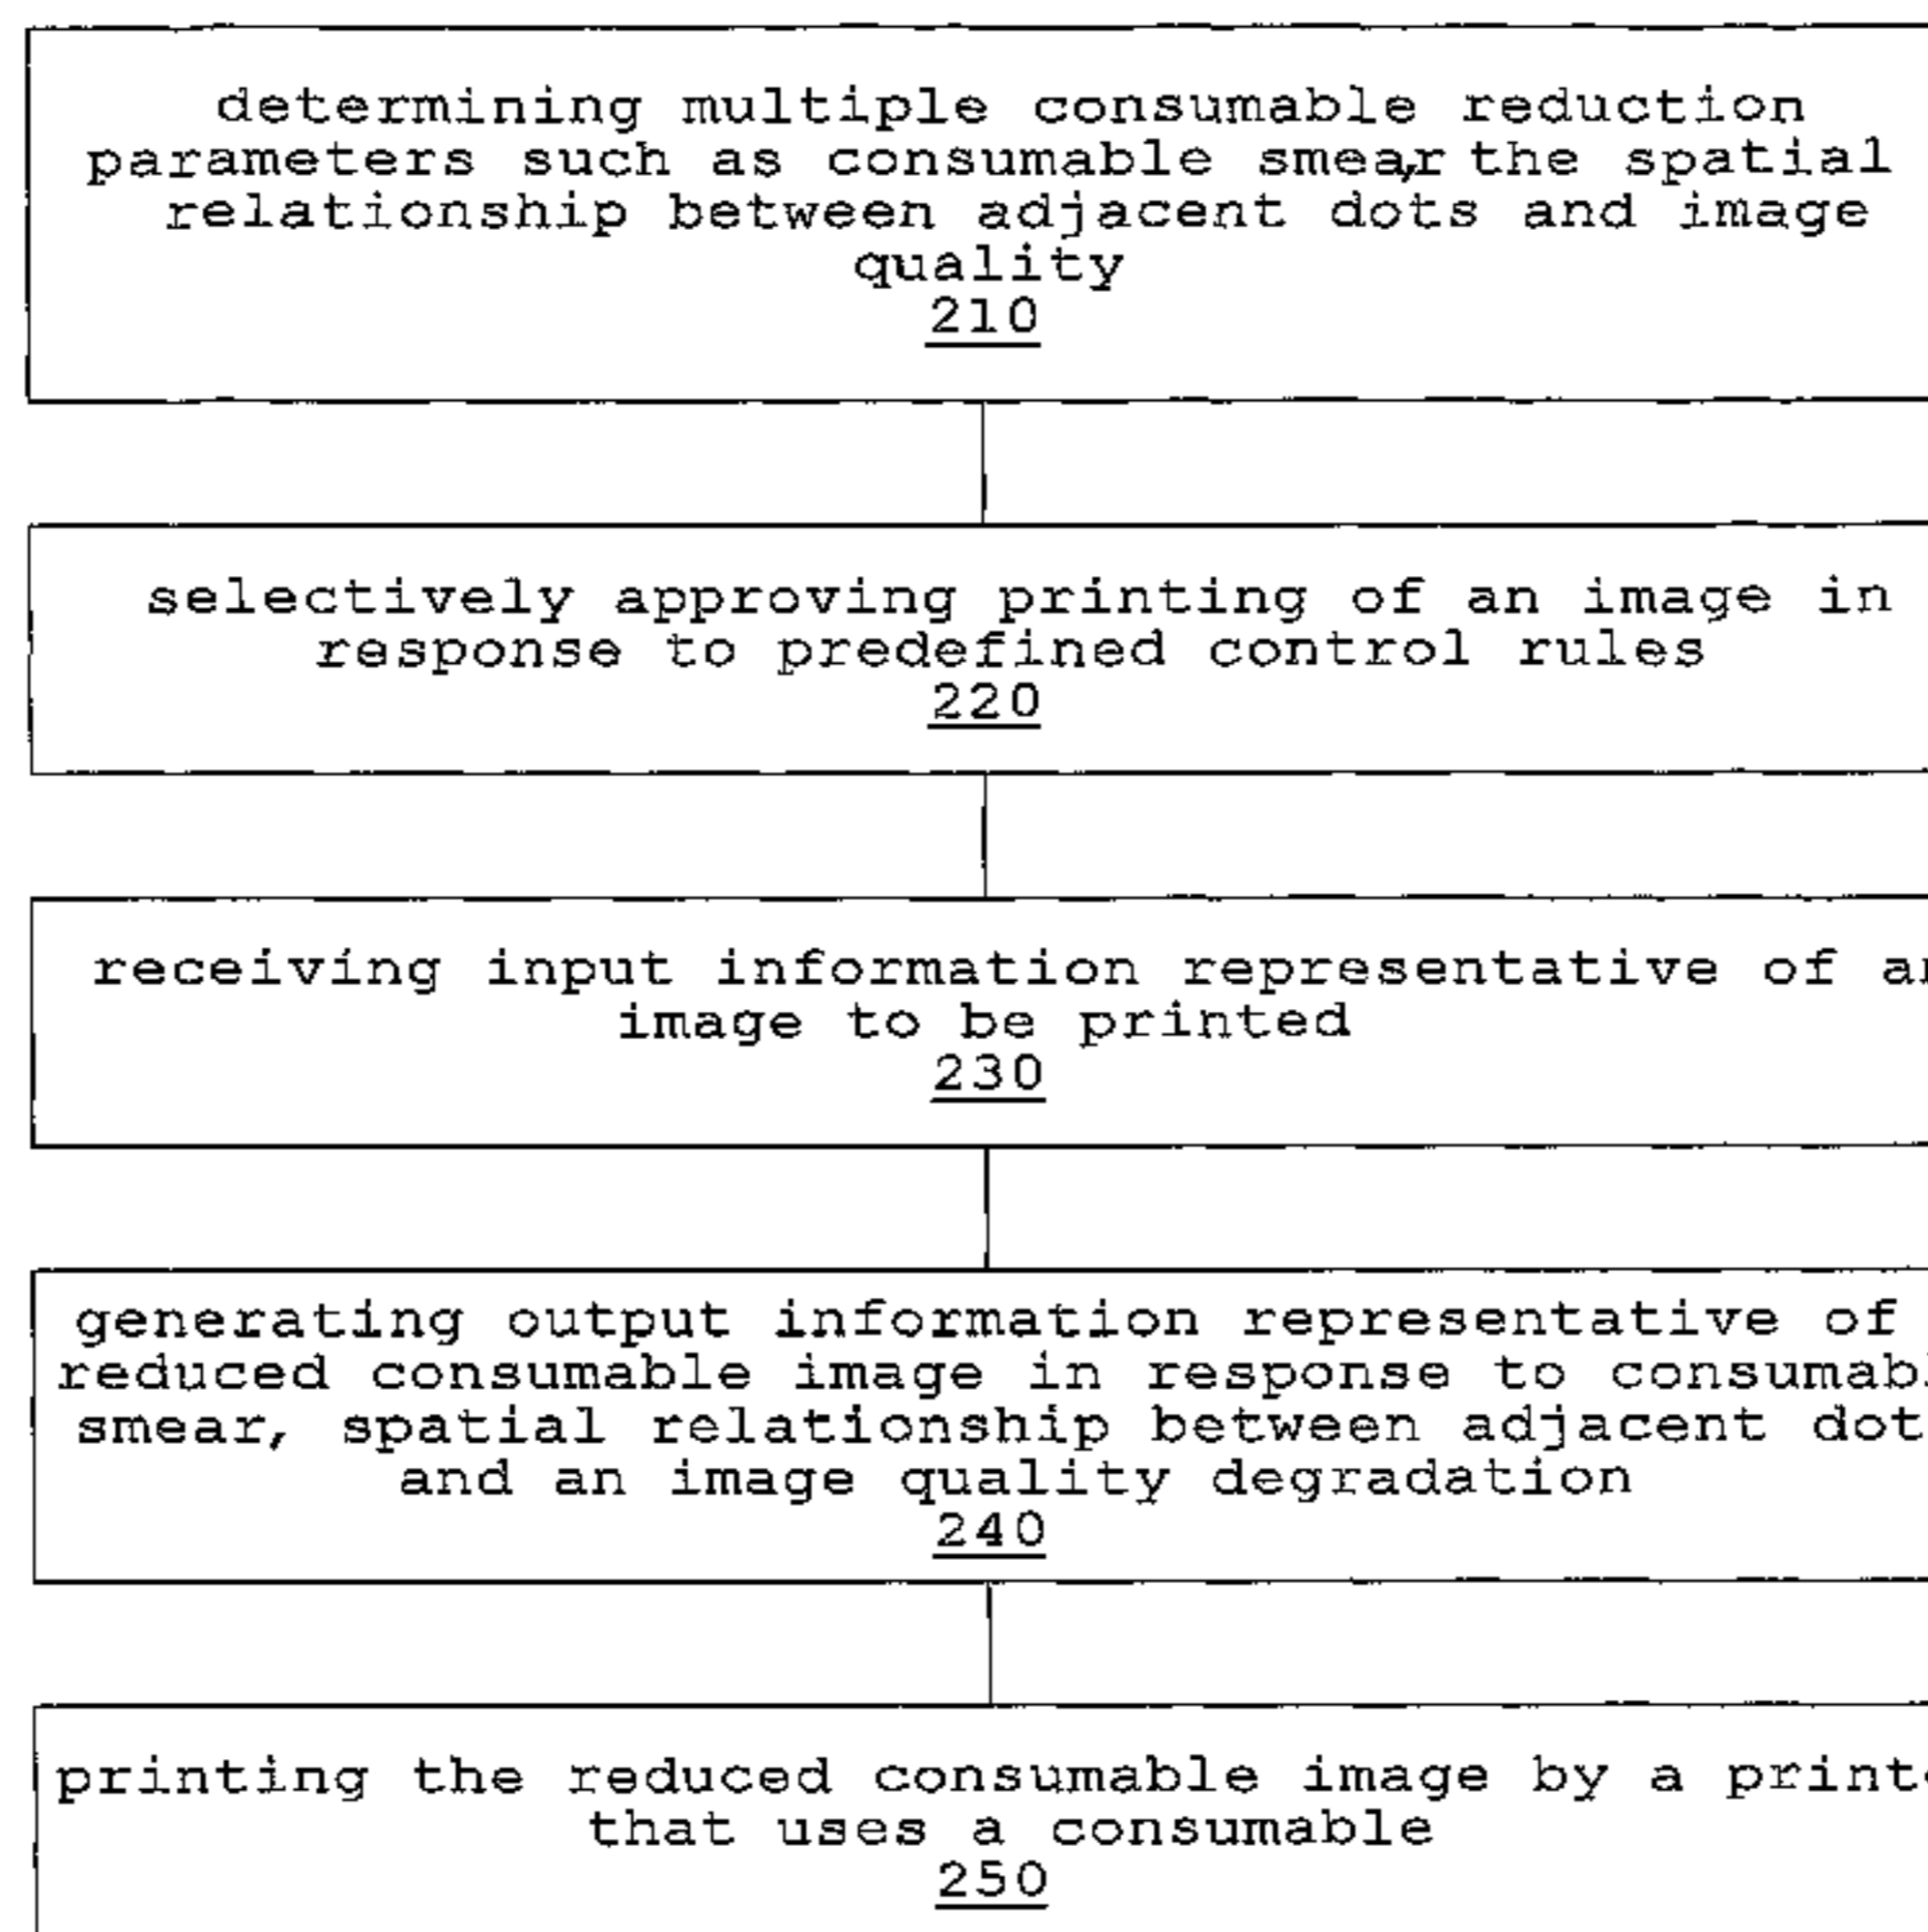 determining multiple consumable reduction
parameters such as consumable smear, the spatial
relationship between adjacent dots and image
quality
210
selectively approving printing of an image in
response to predefined control rules
220
receiving input information representative of
image to be printed
230
generating output information representative of
reduced consumable image in response to
smear, spatial relationship between adjacent
and an image quality degradation
240
printing the reduced consumable image by a
that uses a consumable
250